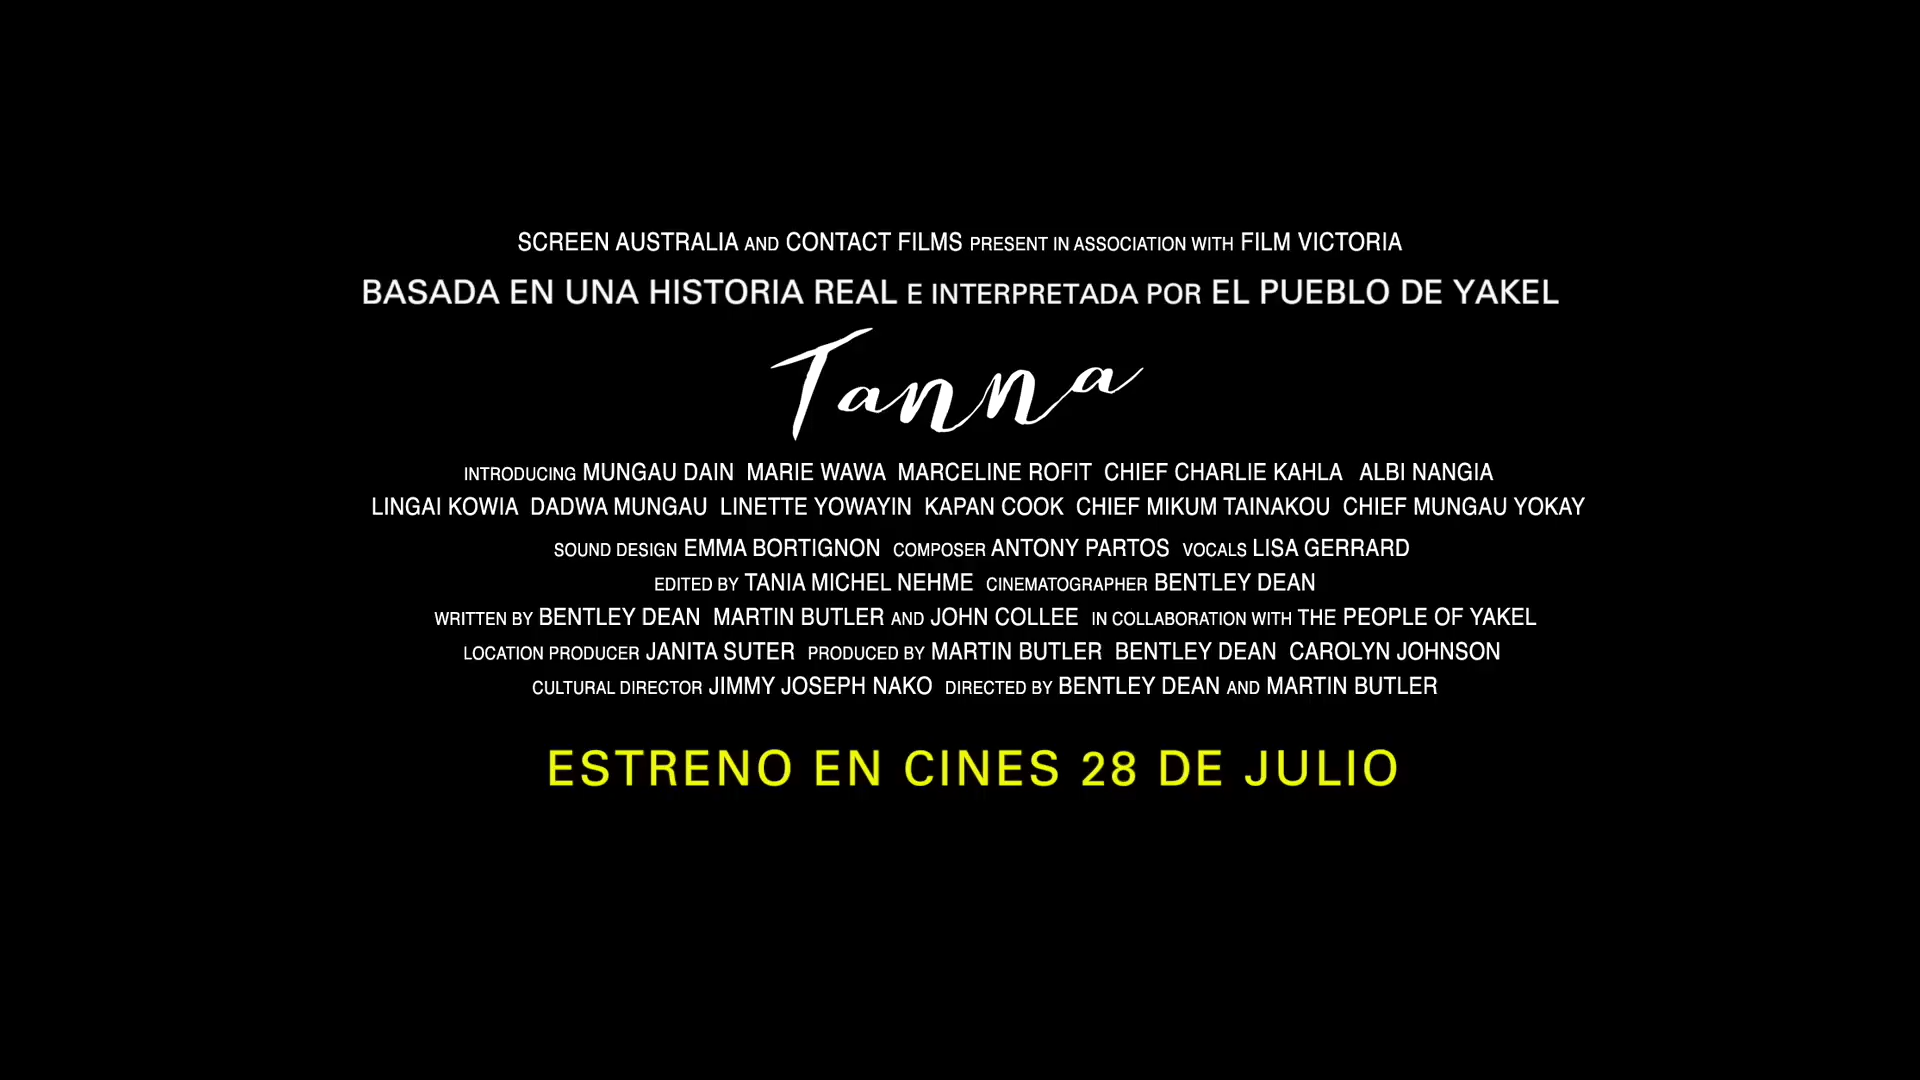 SCREEN AUSTRALIA AND CONTACT FILMS PRESENT IN ASSOCIATION WITH FILM VICTORIA
BASADA EN UNA HISTORIA REAL E INTERPRETADA POR EL PUEBLO DE YAKEL
Tanna
INTRODUCING MUNGAU DAIN MARIE WAWA MARCELINE ROFIT CHIEF CHARLIE KAHLA ALBI NANGIA
LINGAI KOWIA DADWA MUNGAU LINETTE YOWAYIN KAPAN COOK CHIEF MIKUM TAINAKOU CHIEF MUNGAU YOKAY
SOUND DESIGN EMMA BORTIGNON COMPOSER ANTONY PARTOS VOCALS LISA GERRARD
EDITED BY TANIA MICHEL NEHME CINEMATOGRAPHER BENTLEY DEAN
WRITTEN BY BENTLEY DEAN MARTIN BUTLER AND JOHN COLLEE IN COLLABORATION WITH THE PEOPLE OF YAKEL
LOCATION PRODUCER JANITA SUTER PRODUCED BY MARTIN BUTLER BENTLEY DEAN CAROLYN JOHNSON
CULTURAL DIRECTOR JIMMY JOSEPH NAKO DIRECTED BY BENTLEY DEAN AND MARTIN BUTLER
ESTRENO EN CINES 28 DE JULIO